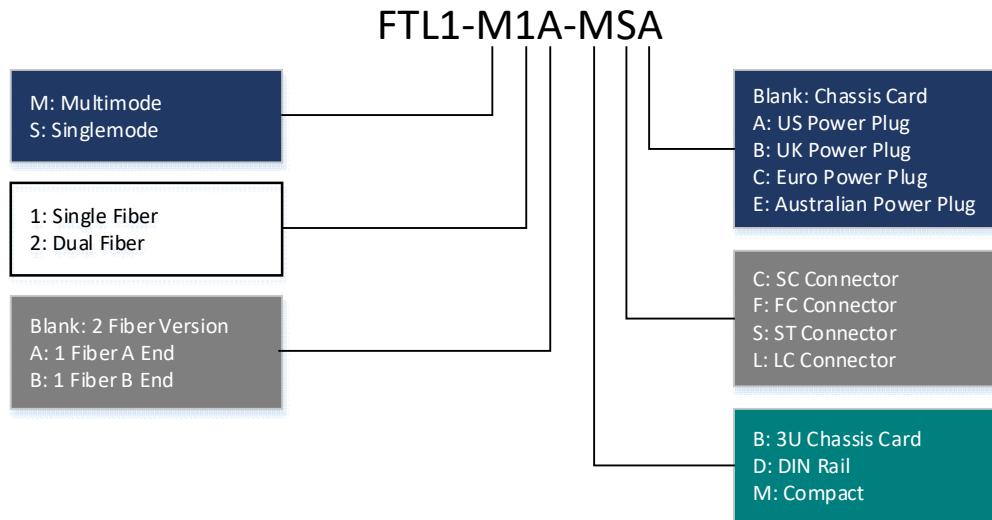 FTL1-M1A-MSA
M: Multimode
S: Singlemode
1: Single Fiber
2: Dual Fiber
Blank: 2 Fiber Version
A: 1 Fiber A End
B: 1 Fiber B End
Blank: Chassis Card
A: US Power Plug
B: UK Power Plug
C: Euro Power Plug
E: Australian Power Plug
C: SC Connector
F: FC Connector
S: ST Connector
L: LC Connector
B: 3U Chassis Card
D: DIN Rail
M: Compact